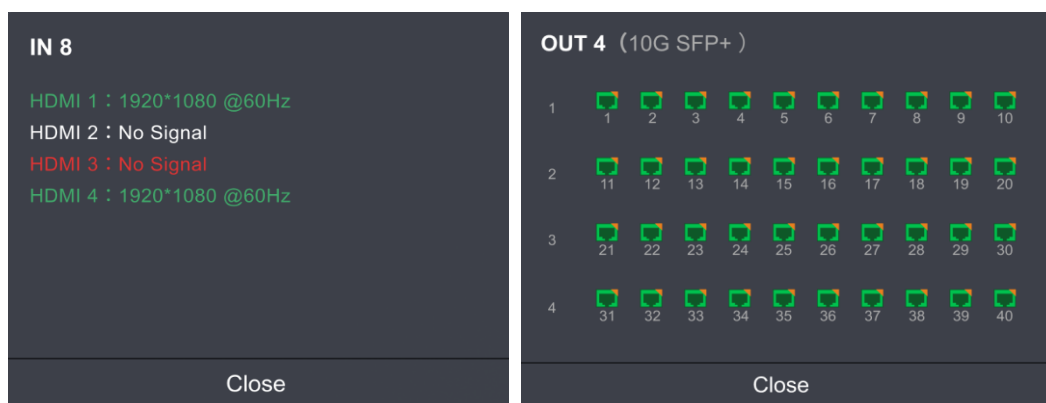 IN 8
HDMI 1：1920*1080 @60Hz
HDMI 2：No Signal
HDMI 3：No Signal
HDMI 4：1920*1080 @60Hz
Close
OUT 4（10G SFP+ ）
1
1 2 3 4 5 6 7 8 9 10
2
11 12 13 14 15 16 17 18 19 20
3
21 22 23 24 25 26 27 28 29 30
4
31 32 33 34 35 36 37 38 39 40
Close